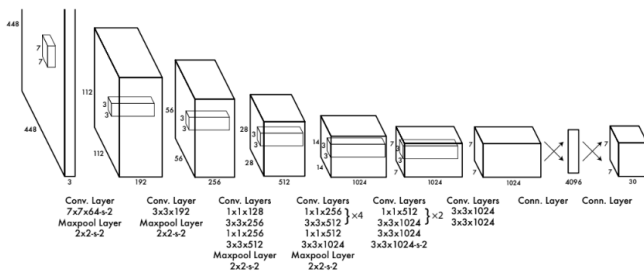 448
7
7
448
3
112
3
3
112
192
56
3
3
56
256
28
3
3
28
512
14
3
3
14
1024
7
3
3
7
1024
7
7
1024
4096
7
7
30
Conv. Layer
7x7x64-s-2
Maxpool Layer
2x2-s-2
Conv. Layer
3x3x192
Maxpool Layer
2x2-s-2
Conv. Layers
1x1x128
3x3x256
1x1x256
3x3x512
Maxpool Layer
2x2-s-2
Conv. Layers
1x1x256
3x3x512
}×4
1x1x512
3x3x1024
Maxpool Layer
2x2-s-2
Conv. Layers
1x1x512
3x3x1024
}×2
3x3x1024
3x3x1024-s-2
Conv. Layers
3x3x1024
3x3x1024
Conn. Layer
Conn. Layer